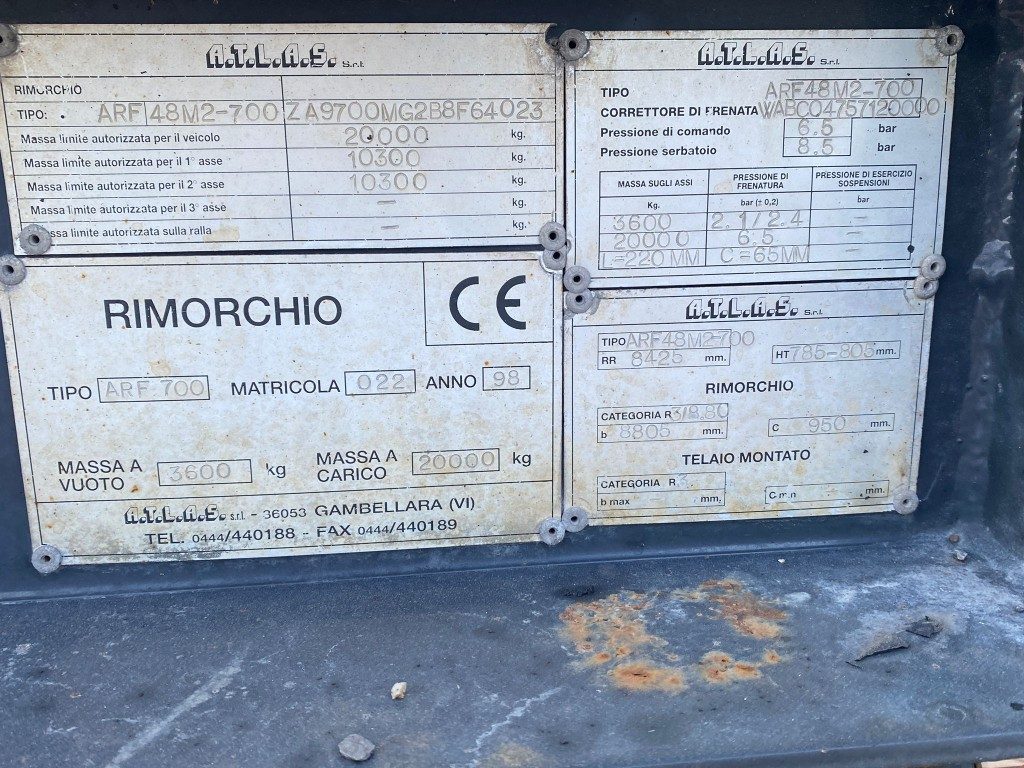 A.T.L.A.S. S.r.l.
RIMORCHIO
TIPO: ARF 48M2-700 ZA9700MG2B8F64023
Massa limite autorizzata per il veicolo 20000 kg.
Massa limite autorizzata per il 1° asse 10300 kg.
Massa limite autorizzata per il 2° asse 10300 kg.
Massa limite autorizzata per il 3° asse - kg.
Massa limite autorizzata sulla ralla - kg.
A.T.L.A.S. S.r.l.
TIPO ARF48M2-700
CORRETTORE DI FRENATA WABCO4757120000
Pressione di comando 6.5 bar
Pressione serbatoio 8.5 bar
MASSA SUGLI ASSI PRESSIONE DI FRENATURA PRESSIONE DI ESERCIZIO SOSPENSIONI
Kg. bar (± 0,2) bar
3600 2.1/2.4 -
20000 6.5 -
L=220MM C=65MM -
RIMORCHIO CE
TIPO ARF 700 MATRICOLA 022 ANNO 98
MASSA A VUOTO 3600 kg MASSA A CARICO 20000 kg
A.T.L.A.S. s.r.l. - 36053 GAMBELLARA (VI)
TEL. 0444/440188 - FAX 0444/440189
A.T.L.A.S. S.r.l.
TIPO ARF48M2-700
RR 8425 mm. HT 785-805 mm.
RIMORCHIO
CATEGORIA R 3/8.80
b 8805 mm. C 950 mm.
TELAIO MONTATO
CATEGORIA R 3
b max mm. C min mm.